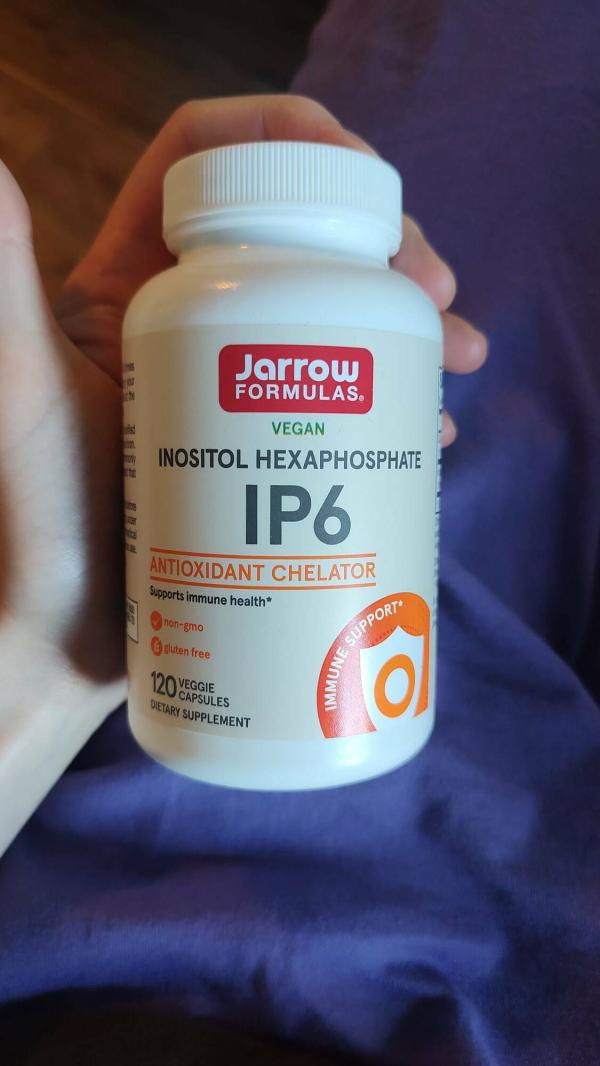 Jarrow
FORMULAS®
VEGAN
INOSITOL HEXAPHOSPHATE
IP6
ANTIOXIDANT CHELATOR
Supports immune health*
non-gmo
gluten free
120 VEGGIE
CAPSULES
DIETARY SUPPLEMENT
IMMUNE SUPPORT*